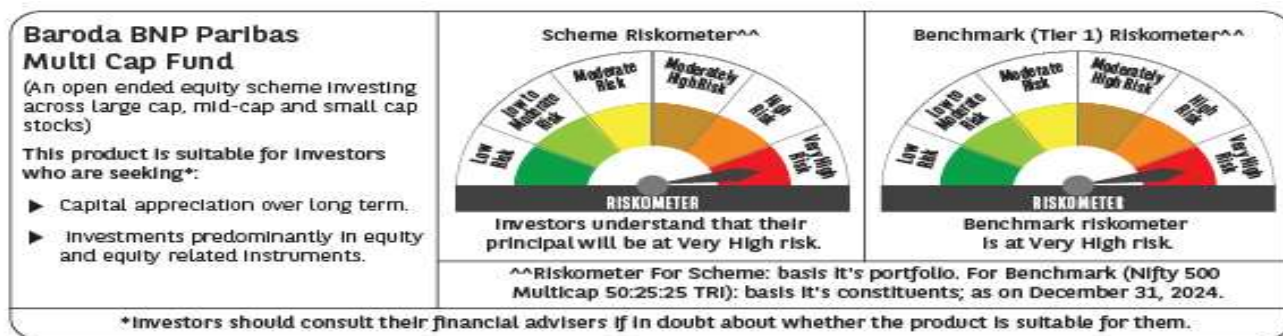 Baroda BNP Paribas
Multi Cap Fund
(An open ended equity scheme investing
across large cap, mid-cap and small cap
stocks)
This product is suitable for investors
who are seeking*:
► Capital appreciation over long term.
► Investments predominantly in equity
and equity related instruments.
Scheme Riskometer^^
Low
Risk
Low to
Moderate
Risk
Moderate
Risk
Moderately
High Risk
High
Risk
Very High
Risk
RISKOMETER
Investors understand that their
principal will be at Very High risk.
Benchmark (Tier 1) Riskometer^^
Low
Risk
Low to
Moderate
Risk
Moderate
Risk
Moderately
High Risk
High
Risk
Very High
Risk
RISKOMETER
Benchmark riskometer
is at Very High risk.
^^Riskometer For Scheme: basis it's portfolio. For Benchmark (Nifty 500
Multicap 50:25:25 TRI): basis it's constituents; as on December 31, 2024.
*Investors should consult their financial advisers if in doubt about whether the product is suitable for them.